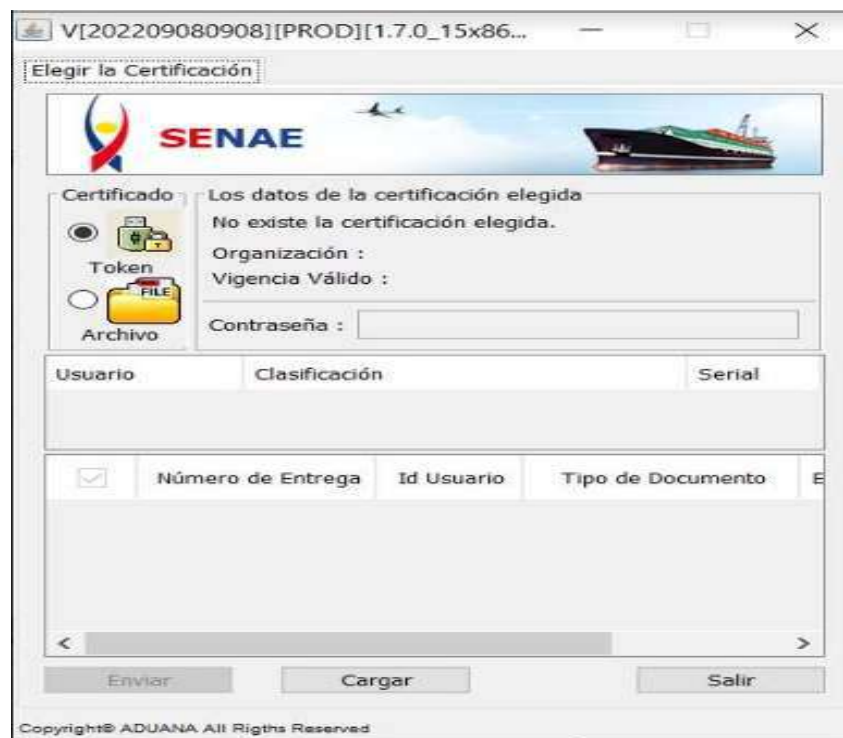 V[202209080908][PROD][1.7.0_15x86...
Elegir la Certificación
SENAE
Certificado
Los datos de la certificación elegida
No existe la certificación elegida.
Organización :
Vigencia Válido :
Token
FILE
Archivo
Contraseña :
Usuario Clasificación Serial
Número de Entrega Id Usuario Tipo de Documento E
Enviar Cargar Salir
Copyright® ADUANA All Rigths Reserved